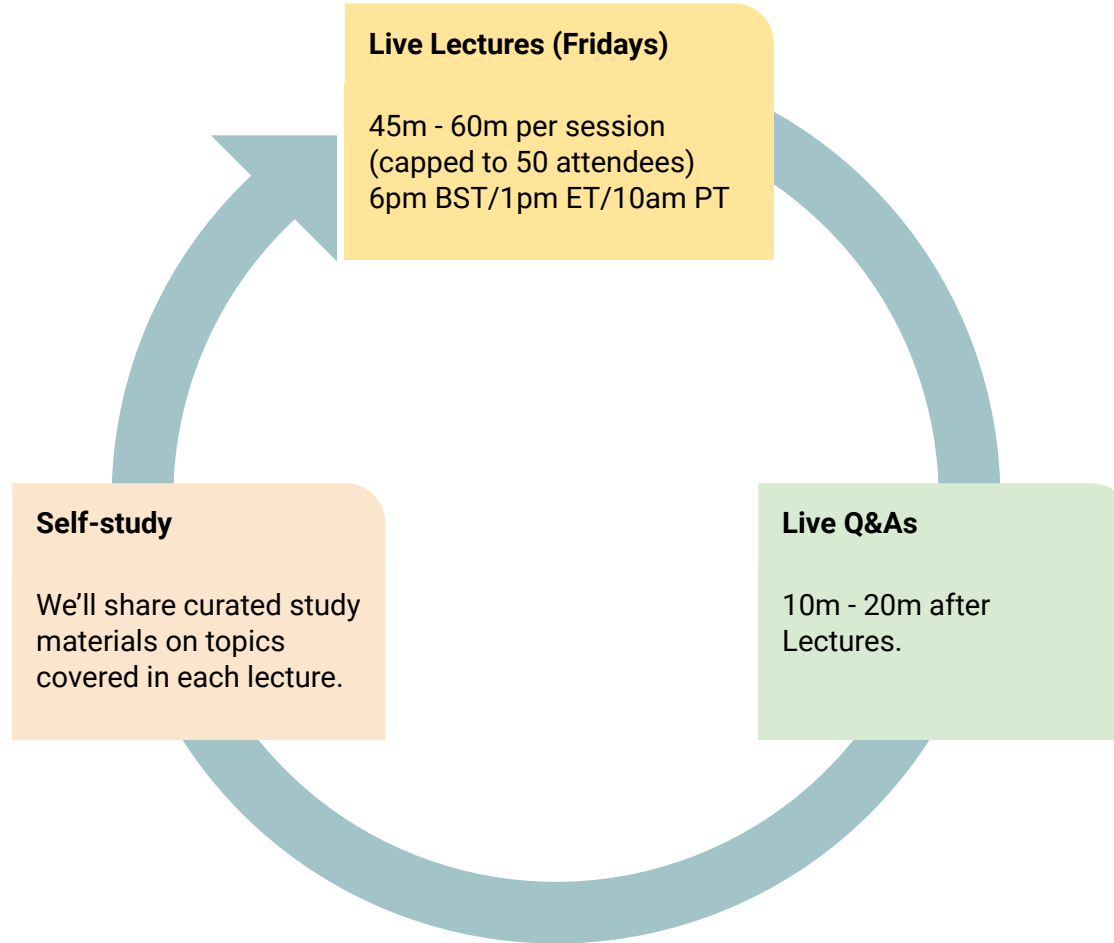 Live Lectures (Fridays)
45m - 60m per session
(capped to 50 attendees)
6pm BST/1pm ET/10am PT
Self-study
We’ll share curated study
materials on topics
covered in each lecture.
Live Q&As
10m - 20m after
Lectures.